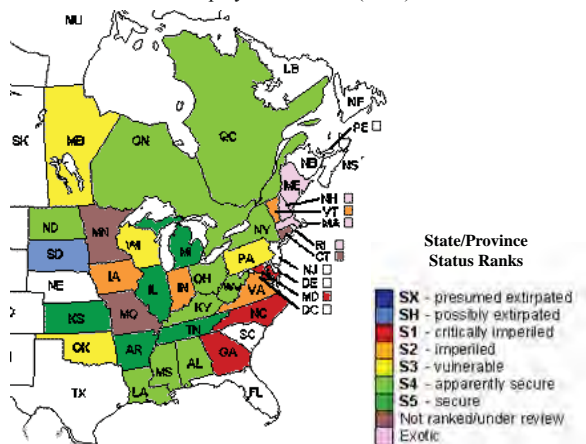 NU
LB
NF
PE
SK
MB
ON
QC
NB
NS
ME
NH
VT
MA
ND
MN
WI
MI
NY
RI
CT
SD
PA
NJ
DE
MD
DC
NE
IA
IL
IN
OH
WV
VA
KY
KS
MO
TN
NC
OK
AR
SC
MS
AL
GA
TX
LA
FL
State/Province
Status Ranks
SX - presumed extirpated
SH - possibly extirpated
S1 - critically imperiled
S2 - imperiled
S3 - vulnerable
S4 - apparently secure
S5 - secure
Not ranked/under review
Exotic